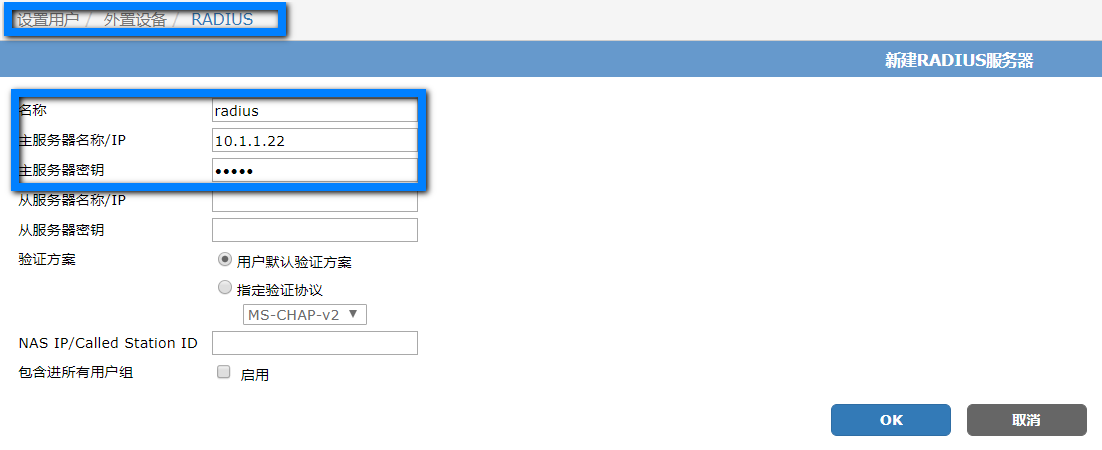 设置用户/ 外置设备/ RADIUS
新建RADIUS服务器
名称 radius
主服务器名称/IP 10.1.1.22
主服务器密钥 •••••
从服务器名称/IP
从服务器密钥
验证方案 用户默认验证方案
指定验证协议
MS-CHAP-v2 ▼
NAS IP/Called Station ID
包含进所有用户组 启用
OK 取消